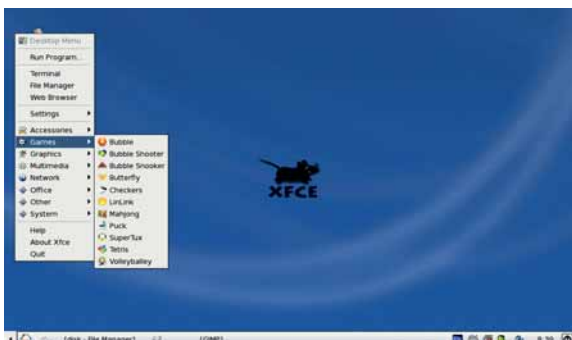 Desktop Menu
Run Program...
Terminal
File Manager
Web Browser
Settings
Accessories
Games
Graphics
Multimedia
Network
Office
Other
System
Help
About Xfce
Quit
Bubble
Bubble Shooter
Bubble Snooker
Butterfly
Checkers
LinLink
Mahjong
Puck
SuperTux
Tetris
Volleyballey
XFCE
[disk - File Manager]
[GIMP]